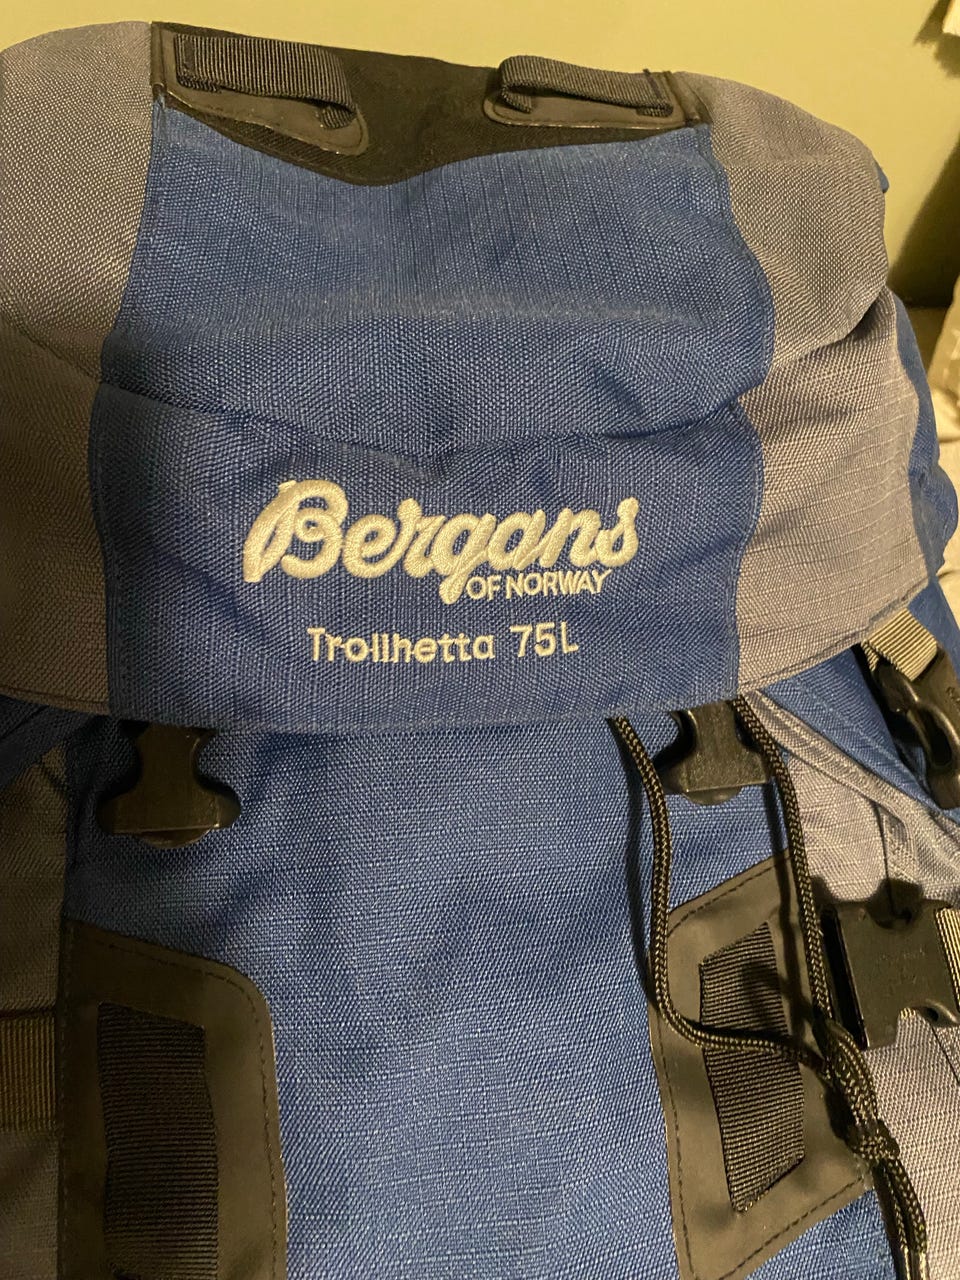 Bergans
OF NORWAY
Trollhetta 75L